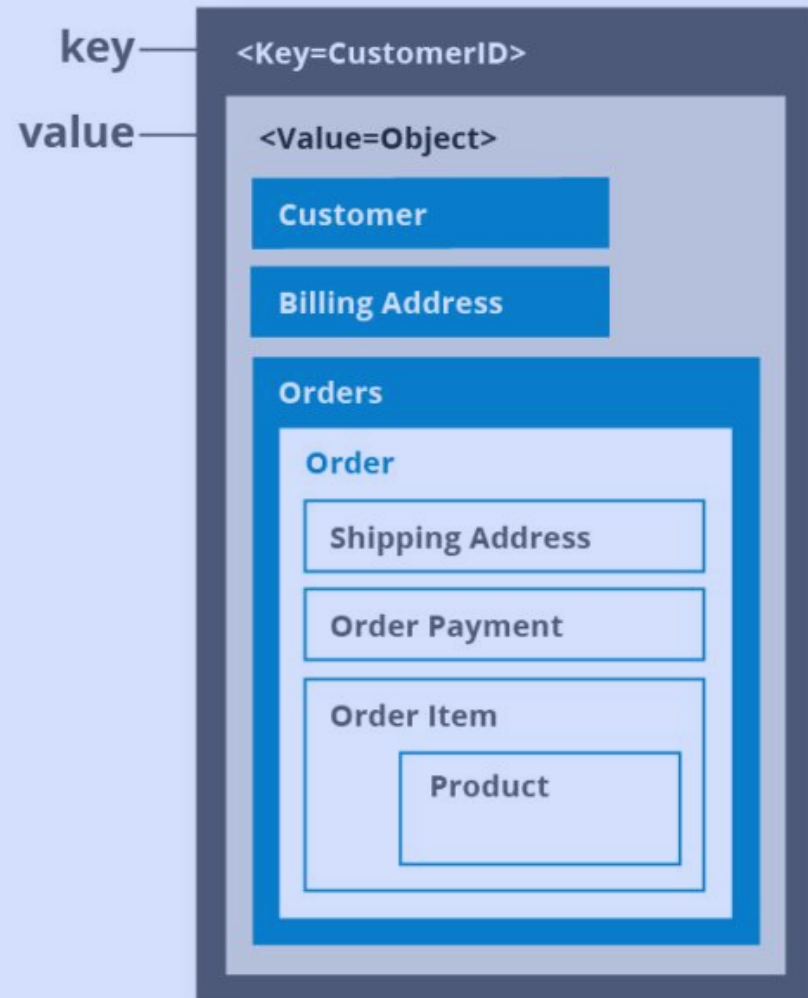 key
<Key=CustomerID>
value
<Value=Object>
Customer
Billing Address
Orders
Order
Shipping Address
Order Payment
Order Item
Product